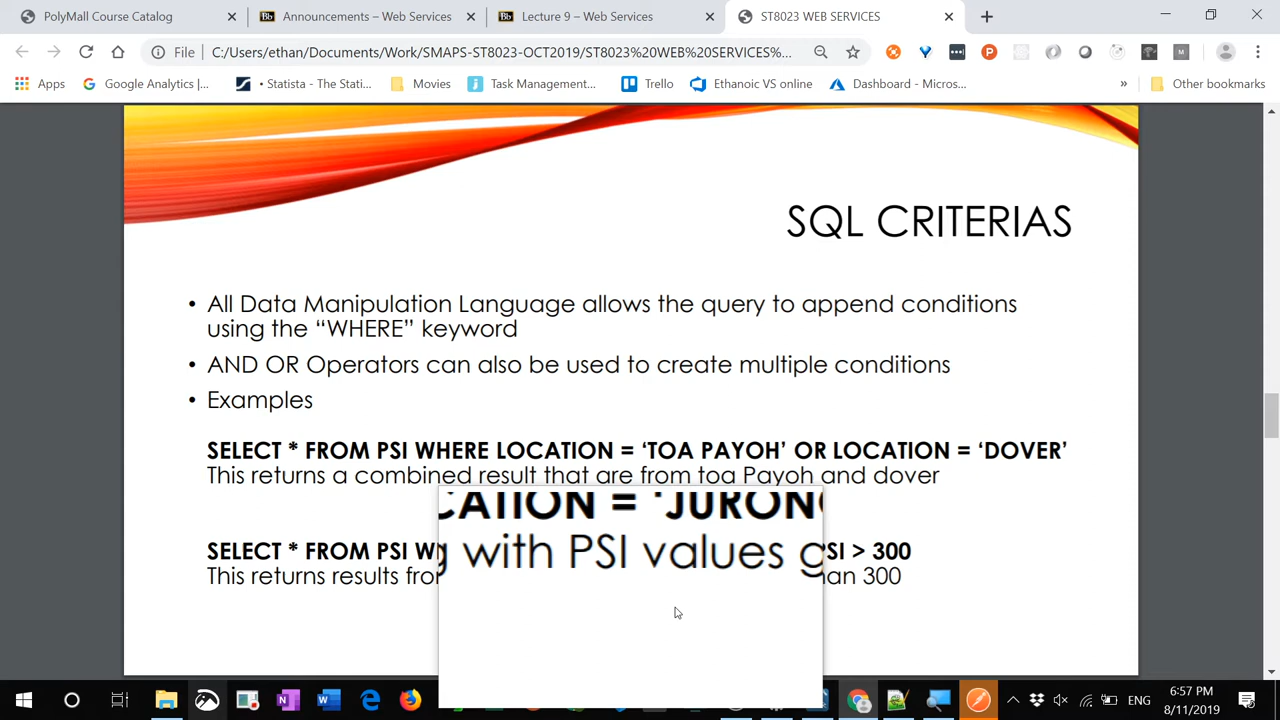 PolyMall Course Catalog
Announcements – Web Services
Lecture 9 – Web Services
ST8023 WEB SERVICES
File
C:/Users/ethan/Documents/Work/SMAPS-ST8023-OCT2019/ST8023%20WEB%20SERVICES%...
Apps
Google Analytics |...
• Statista - The Stati...
Movies
Task Management...
Trello
Ethanoic VS online
Dashboard - Micros...
»
Other bookmarks
SQL CRITERIAS
• All Data Manipulation Language allows the query to append conditions
using the “WHERE” keyword
• AND OR Operators can also be used to create multiple conditions
• Examples
SELECT * FROM PSI WHERE LOCATION = ‘TOA PAYOH’ OR LOCATION = ‘DOVER’
This returns a combined result that are from toa Payoh and dover
CATION = ‘JURONG
SELECT * FROM PSI W
SI > 300
g with PSI values g
This returns results fro
an 300
ENG
6:57 PM
8/11/2019